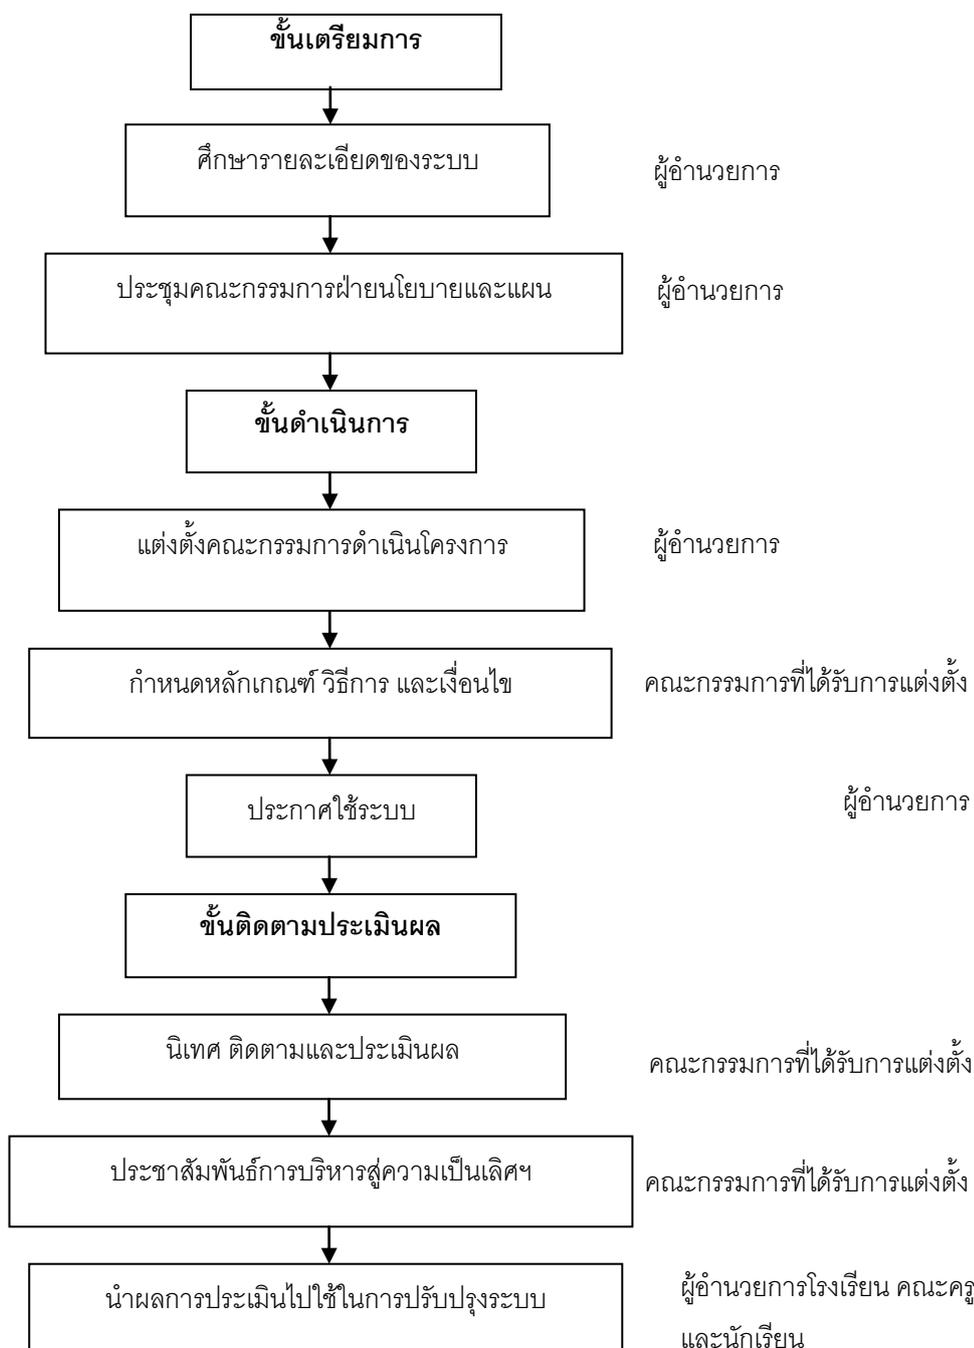 ขั้นเตรียมการ
ศึกษารายละเอียดของระบบ
ผู้อำนวยการ
ประชุมคณะกรรมการฝ่ายนโยบายและแผน
ผู้อำนวยการ
ขั้นดำเนินการ
แต่งตั้งคณะกรรมการดำเนินโครงการ
ผู้อำนวยการ
กำหนดหลักเกณฑ์ วิธีการ และเงื่อนไข
คณะกรรมการที่ได้รับการแต่งตั้ง
ประกาศใช้ระบบ
ผู้อำนวยการ
ขั้นติดตามประเมินผล
นิเทศ ติดตามและประเมินผล
คณะกรรมการที่ได้รับการแต่งตั้ง
ประชาสัมพันธ์การบริหารสู่ความเป็นเลิศฯ
คณะกรรมการที่ได้รับการแต่งตั้ง
นำผลการประเมินไปใช้ในการปรับปรุงระบบ
ผู้อำนวยการโรงเรียน คณะครู
และนักเรียน